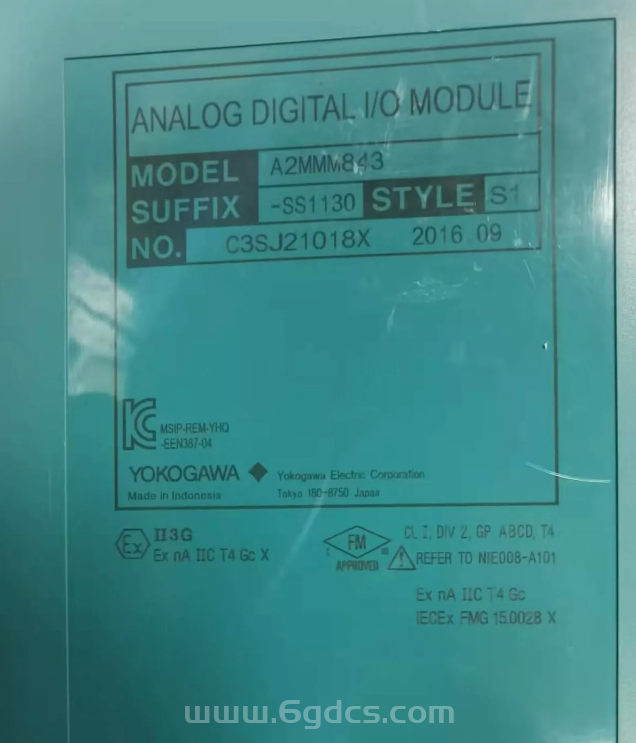 ANALOG DIGITAL I/O MODULE
MODEL A2MMM843
SUFFIX -SS1130 STYLE S1
NO. C3SJ21018X 2016.09
MSIP-REM-YHQ
-EEN387-04
YOKOGAWA Yokogawa Electric Corporation
Made in Indonesia Tokyo 180-8750 Japan
Ex II3G
Ex nA IIC T4 Gc X
FM APPROVED
CL I, DIV 2, GP ABCD, T4
REFER TO NIE008-A101
Ex nA IIC T4 Gc
IECEx FMG 15.0028 X
www.6gdcs.com